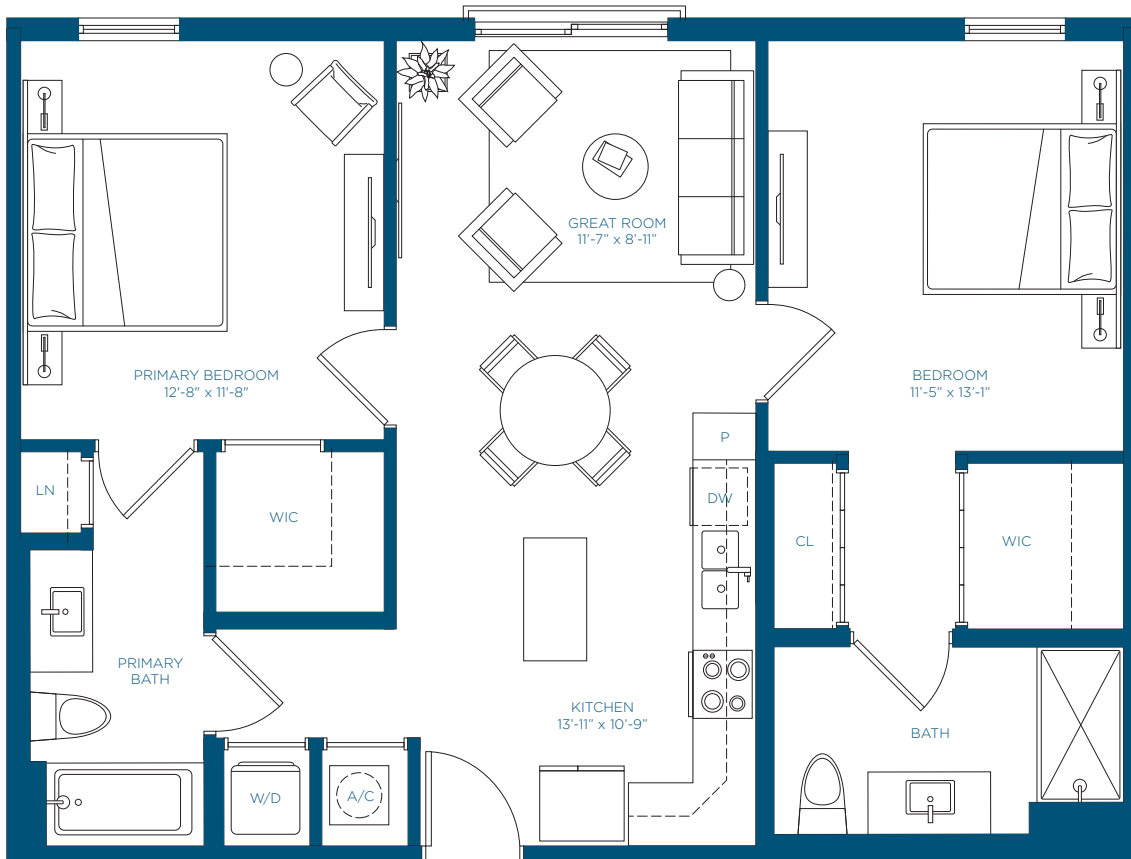 GREAT ROOM
11'-7" x 8'-11"
PRIMARY BEDROOM
12'-8" x 11'-8"
BEDROOM
11'-5" x 13'-1"
P
DW
LN
WIC
CL
WIC
PRIMARY
BATH
KITCHEN
13'-11" x 10'-9"
BATH
W/D
A/C